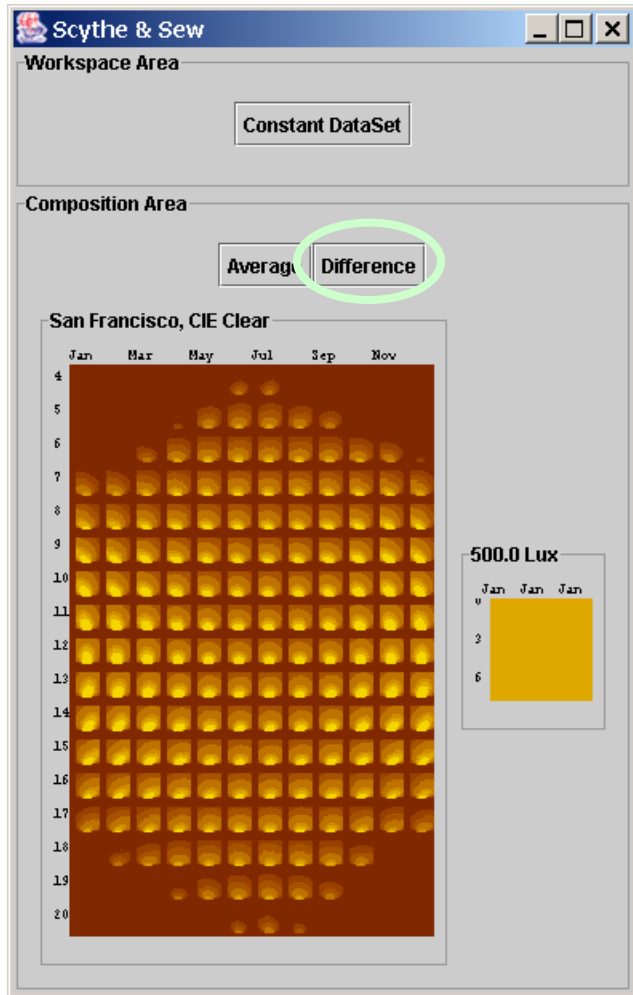 Scythe & Sew
Workspace Area
Constant DataSet
Composition Area
Average Difference
San Francisco, CIE Clear
Jan Mar May Jul Sep Nov
4
5
6
7
8
9
10
11
12
13
14
15
16
17
18
19
20
500.0 Lux
Jan Jan Jan
0
3
6